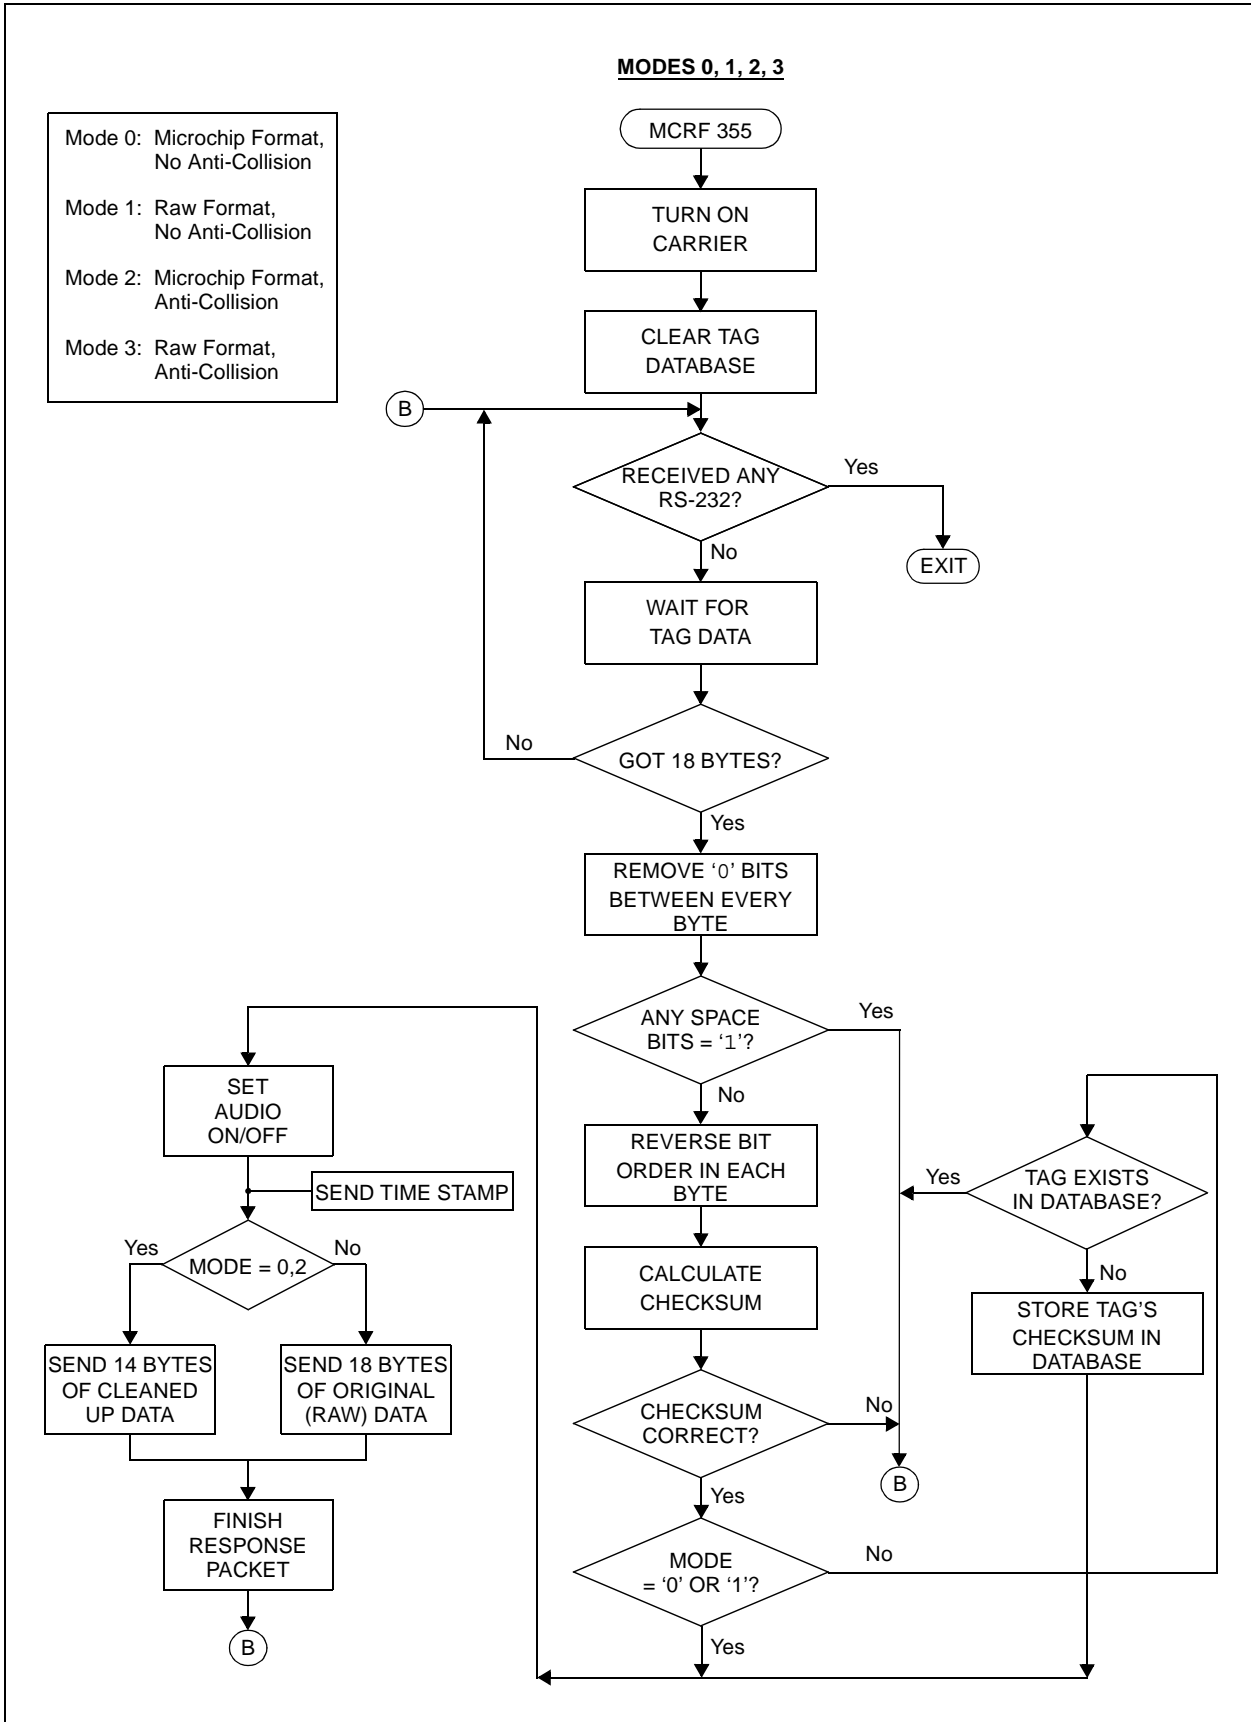 MODES 0, 1, 2, 3
Mode 0: Microchip Format,
No Anti-Collision
Mode 1: Raw Format,
No Anti-Collision
Mode 2: Microchip Format,
Anti-Collision
Mode 3: Raw Format,
Anti-Collision
MCRF 355
TURN ON
CARRIER
CLEAR TAG
DATABASE
B
RECEIVED ANY
RS-232?
Yes
EXIT
No
WAIT FOR
TAG DATA
GOT 18 BYTES?
No
Yes
REMOVE ‘0’ BITS
BETWEEN EVERY
BYTE
ANY SPACE
BITS = ‘1’?
Yes
No
REVERSE BIT
ORDER IN EACH
BYTE
CALCULATE
CHECKSUM
CHECKSUM
CORRECT?
No
B
Yes
MODE
= ‘0’ OR ‘1’?
No
Yes
TAG EXISTS
IN DATABASE?
Yes
No
STORE TAG’S
CHECKSUM IN
DATABASE
SET
AUDIO
ON/OFF
SEND TIME STAMP
MODE = 0,2
Yes
No
SEND 14 BYTES
OF CLEANED
UP DATA
SEND 18 BYTES
OF ORIGINAL
(RAW) DATA
FINISH
RESPONSE
PACKET
B